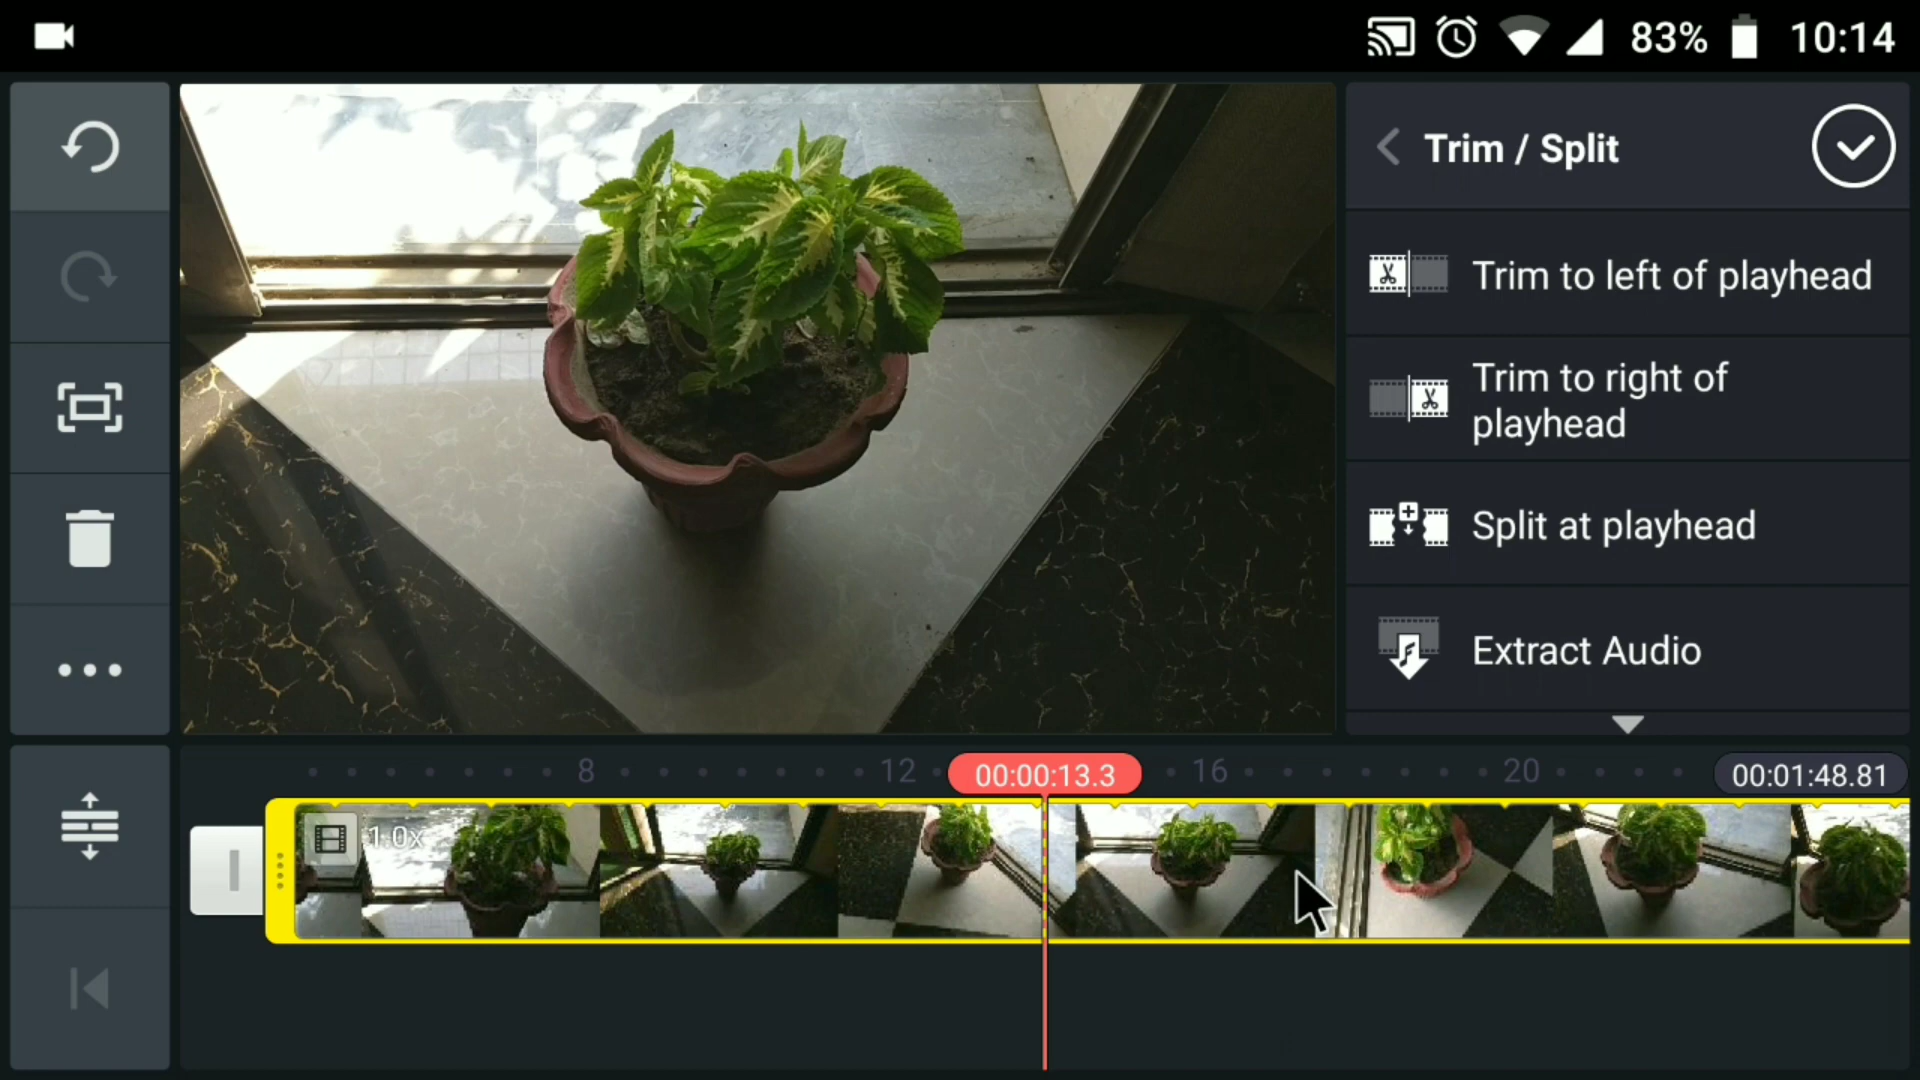 83% 10:14
Trim / Split
Trim to left of playhead
Trim to right of
playhead
Split at playhead
Extract Audio
8 12 00:00:13.3 16 20 00:01:48.81
1.0x